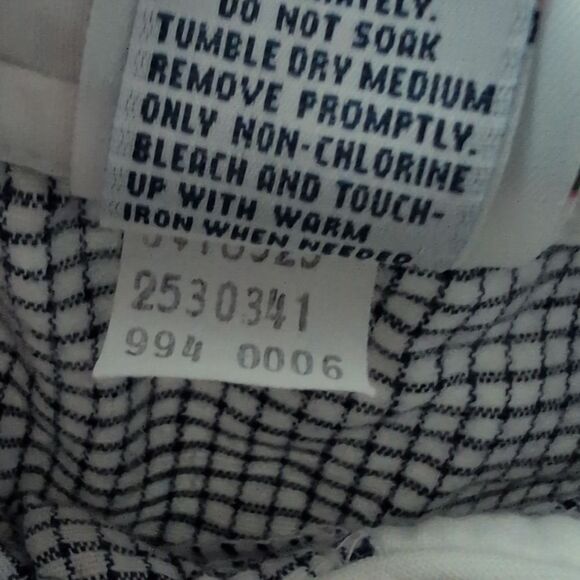 DO NOT SOAK
TUMBLE DRY MEDIUM
REMOVE PROMPTLY.
ONLY NON-CHLORINE
BLEACH AND TOUCH-
UP WITH WARM
IRON WHEN NEEDED
2530341
994 0006